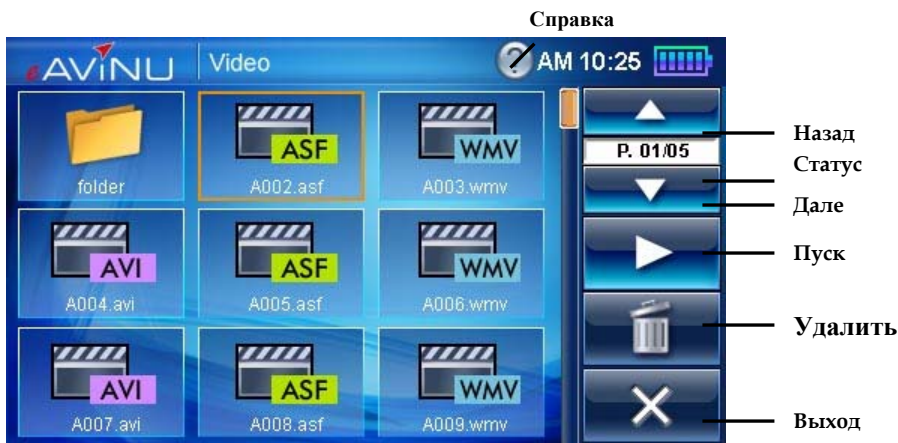 Справка
eAViNU Video ? AM 10:25
ASF WMV
folder A002.asf A003.wmv
AVI ASF WMV
A004.avi A005.asf A006.wmv
AVI ASF WMV
A007.avi A008.asf A009.wmv
P. 01/05
Назад
Статус
Дале
Пуск
Удалить
Выход